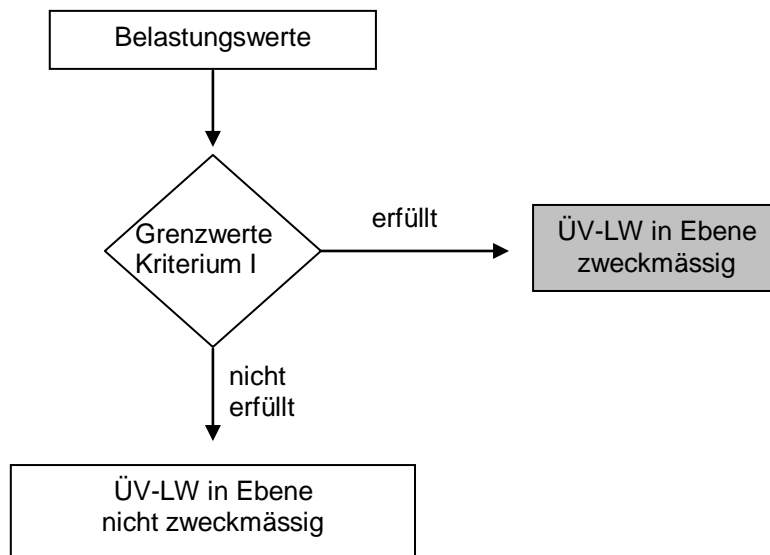 Belastungswerte
Grenzwerte
Kriterium I
erfüllt
ÜV-LW in Ebene
zweckmässig
nicht
erfüllt
ÜV-LW in Ebene
nicht zweckmässig